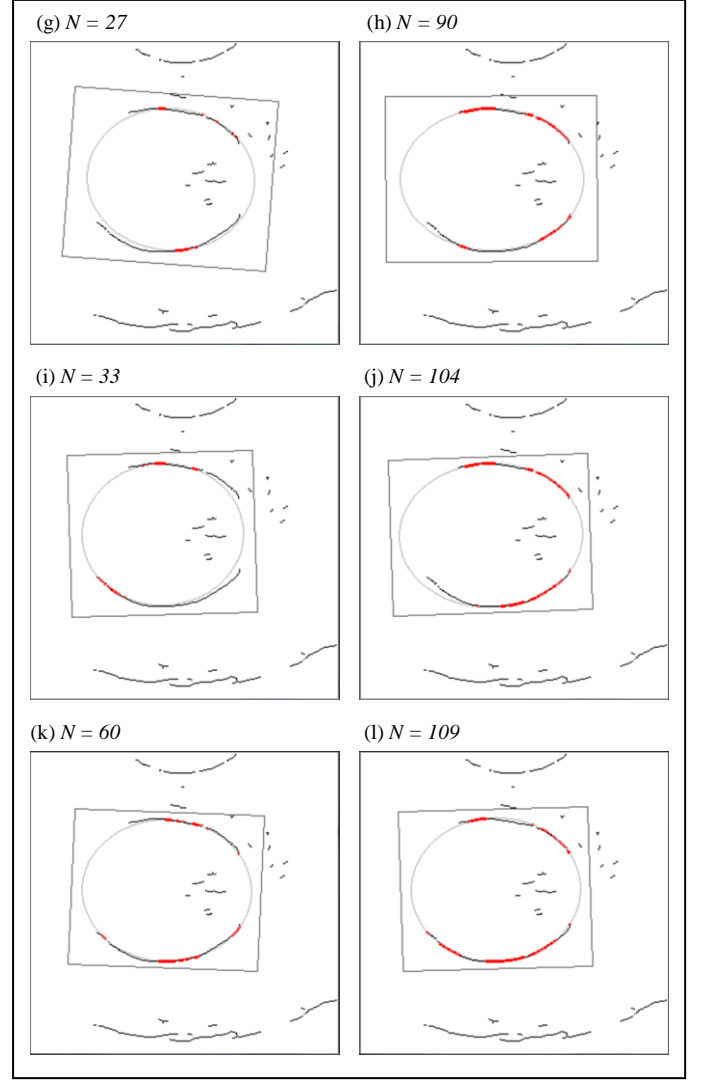 (g) N = 27
(h) N = 90
(i) N = 33
(j) N = 104
(k) N = 60
(l) N = 109